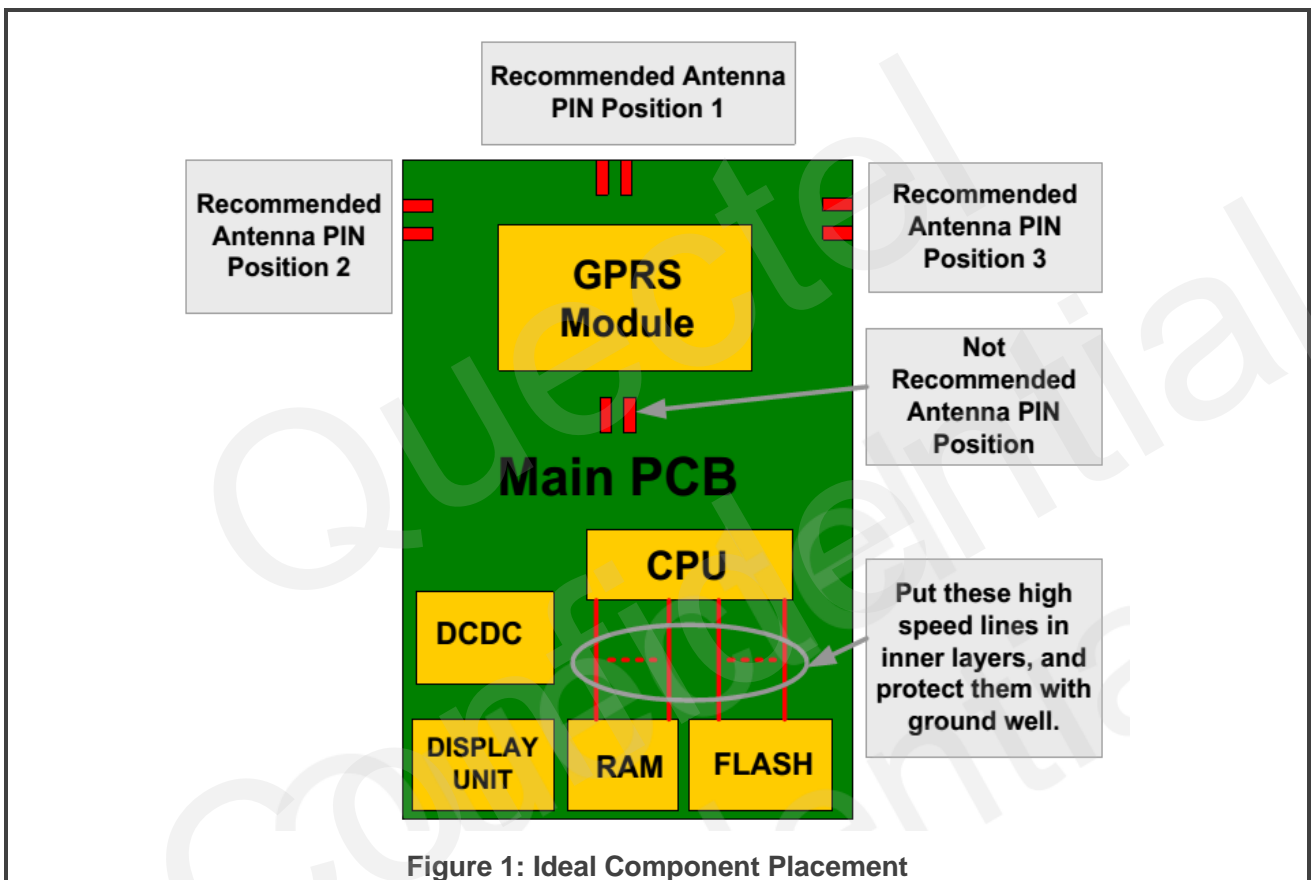 Recommended Antenna
PIN Position 1
Recommended
Antenna PIN
Position 2
Recommended
Antenna PIN
Position 3
GPRS
Module
Not
Recommended
Antenna PIN
Position
Main PCB
CPU
DCDC
Put these high
speed lines in
inner layers, and
protect them with
ground well.
DISPLAY
UNIT
RAM
FLASH
Quectel
Confidential
Figure 1: Ideal Component Placement